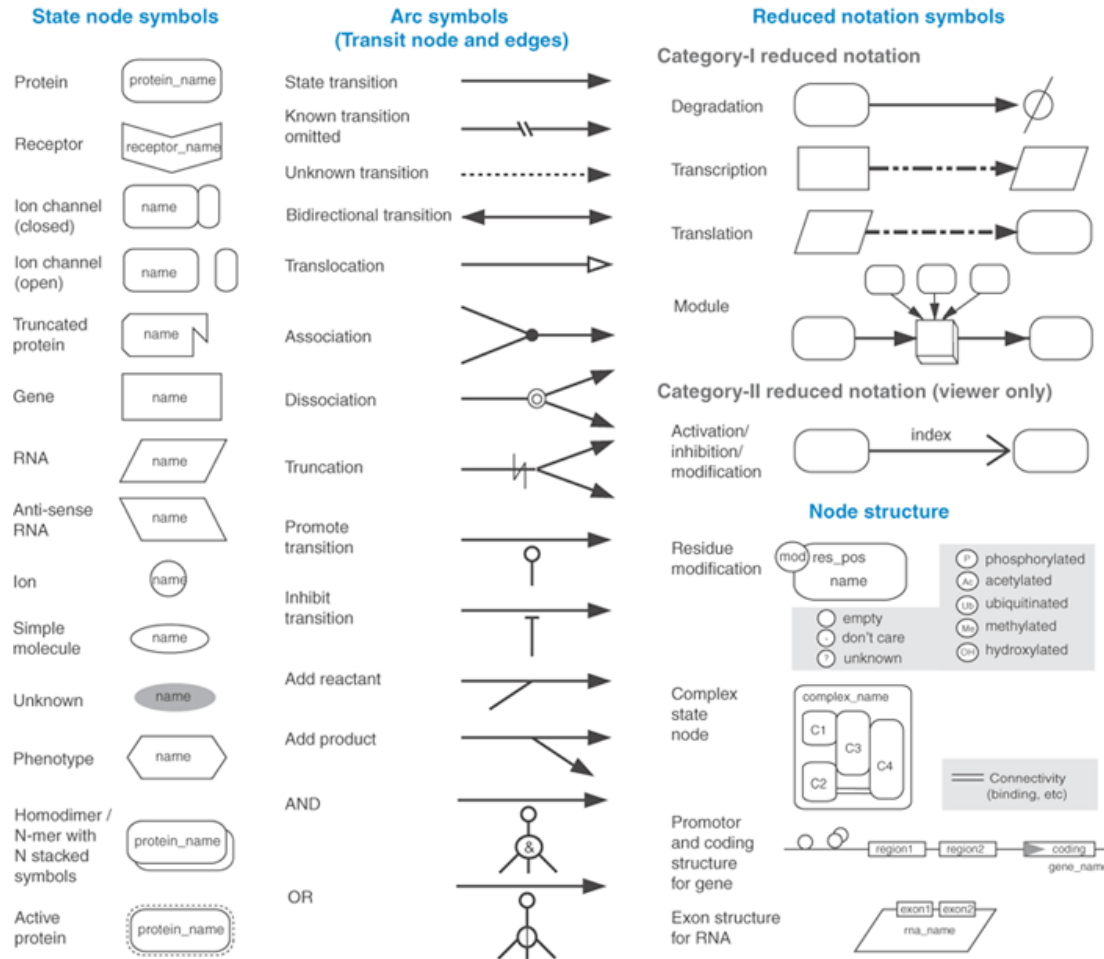 State node symbols
Protein
protein_name
Receptor
receptor_name
Ion channel
(closed)
name
Ion channel
(open)
name
Truncated
protein
name
Gene
name
RNA
name
Anti-sense
RNA
name
Ion
name
Simple
molecule
name
Unknown
name
Phenotype
name
Homodimer /
N-mer with
N stacked
symbols
protein_name
Active
protein
protein_name
Arc symbols
(Transit node and edges)
State transition
Known transition
omitted
Unknown transition
Bidirectional transition
Translocation
Association
Dissociation
Truncation
Promote
transition
Inhibit
transition
Add reactant
Add product
AND
&
OR
Reduced notation symbols
Category-I reduced notation
Degradation
Transcription
Translation
Module
Category-II reduced notation (viewer only)
Activation/
inhibition/
modification
index
Node structure
Residue
modification
mod
res_pos
name
empty
- don't care
? unknown
P phosphorylated
Ac acetylated
Ub ubiquitinated
Me methylated
OH hydroxylated
Complex
state
node
complex_name
C1
C2
C3
C4
Connectivity
(binding, etc)
Promotor
and coding
structure
for gene
region1
region2
coding
gene_name
Exon structure
for RNA
exon1
exon2
rna_name